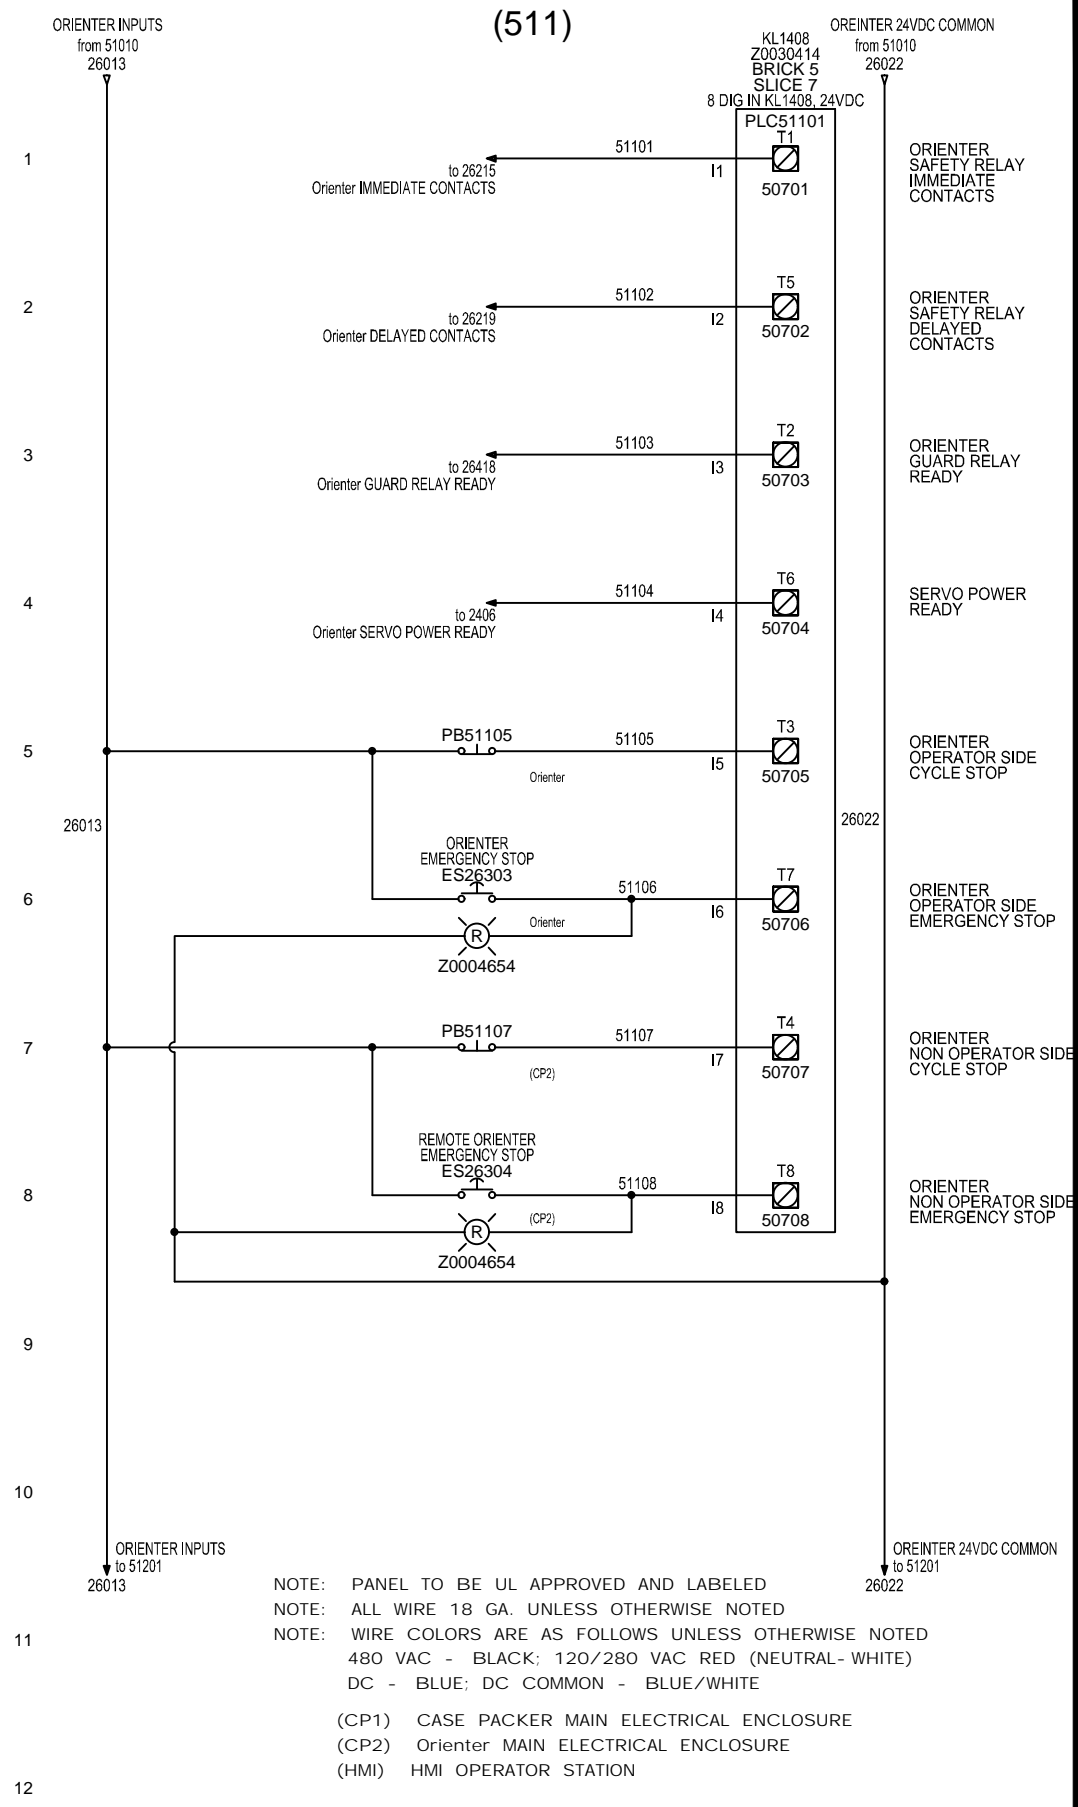 (511)
ORIENTER INPUTS
from 51010
26013
OREINTER 24VDC COMMON
from 51010
26022
KL1408
Z0030414
BRICK 5
SLICE 7
8 DIG IN KL1408, 24VDC
PLC51101
1
to 26215
Orienter IMMEDIATE CONTACTS
51101
I1
T1
50701
ORIENTER
SAFETY RELAY
IMMEDIATE
CONTACTS
2
to 26219
Orienter DELAYED CONTACTS
51102
I2
T5
50702
ORIENTER
SAFETY RELAY
DELAYED
CONTACTS
3
to 26418
Orienter GUARD RELAY READY
51103
I3
T2
50703
ORIENTER
GUARD RELAY
READY
4
to 2406
Orienter SERVO POWER READY
51104
I4
T6
50704
SERVO POWER
READY
5
PB51105
Orienter
51105
I5
T3
50705
ORIENTER
OPERATOR SIDE
CYCLE STOP
26013
26022
6
ORIENTER
EMERGENCY STOP
ES26303
Orienter
R
Z0004654
51106
I6
T7
50706
ORIENTER
OPERATOR SIDE
EMERGENCY STOP
7
PB51107
(CP2)
51107
I7
T4
50707
ORIENTER
NON OPERATOR SIDE
CYCLE STOP
8
REMOTE ORIENTER
EMERGENCY STOP
ES26304
(CP2)
R
Z0004654
51108
I8
T8
50708
ORIENTER
NON OPERATOR SIDE
EMERGENCY STOP
9
10
ORIENTER INPUTS
to 51201
26013
OREINTER 24VDC COMMON
to 51201
26022
NOTE: PANEL TO BE UL APPROVED AND LABELED
NOTE: ALL WIRE 18 GA. UNLESS OTHERWISE NOTED
11
NOTE: WIRE COLORS ARE AS FOLLOWS UNLESS OTHERWISE NOTED
480 VAC - BLACK; 120/280 VAC RED (NEUTRAL-WHITE)
DC - BLUE; DC COMMON - BLUE/WHITE
(CP1) CASE PACKER MAIN ELECTRICAL ENCLOSURE
(CP2) Orienter MAIN ELECTRICAL ENCLOSURE
(HMI) HMI OPERATOR STATION
12